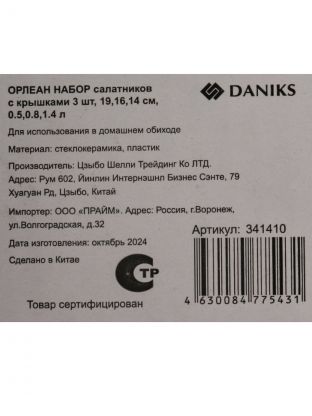 ОРЛЕАН НАБОР салатников
с крышками 3 шт, 19,16,14 см,
0.5,0.8,1.4 л
DANIKS
Для использования в домашнем обиходе
Материал: стеклокерамика, пластик
Производитель: Цзыбо Шелли Трейдинг Ко ЛТД.
Адрес: Рум 602, Йинлин Интернэшнл Бизнес Сэнте, 79
Хуагуан Рд, Цзыбо, Китай
Импортер: ООО «ПРАЙМ». Адрес: Россия, г.Воронеж,
ул.Волгоградская, д.32
Артикул: 341410
Дата изготовления: октябрь 2024
Сделано в Китае
СТР
Товар сертифицирован
4 630084 775431